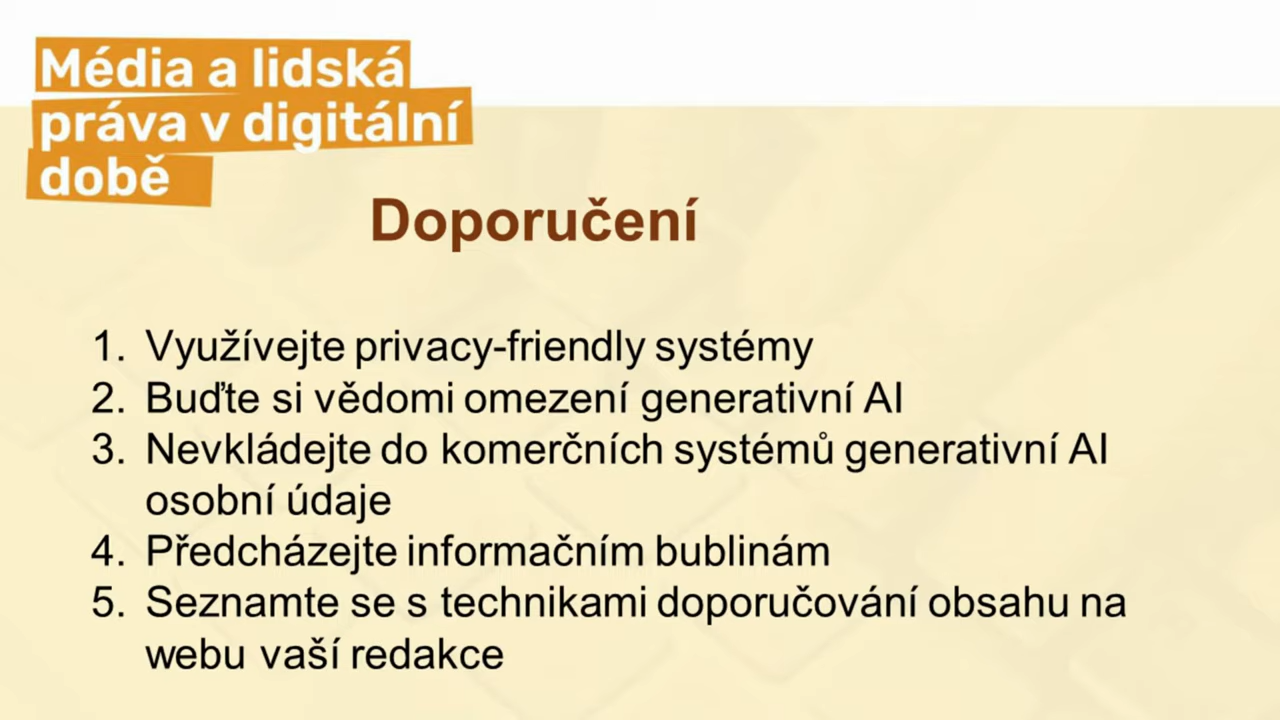 Média a lidská
práva v digitální
době
Doporučení
1. Využívejte privacy-friendly systémy
2. Buďte si vědomi omezení generativní AI
3. Nevkládejte do komerčních systémů generativní AI
osobní údaje
4. Předcházejte informačním bublinám
5. Seznamte se s technikami doporučování obsahu na
webu vaší redakce